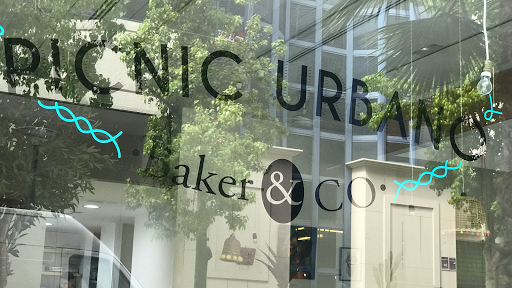 PICNIC URBANO
Baker & CO.